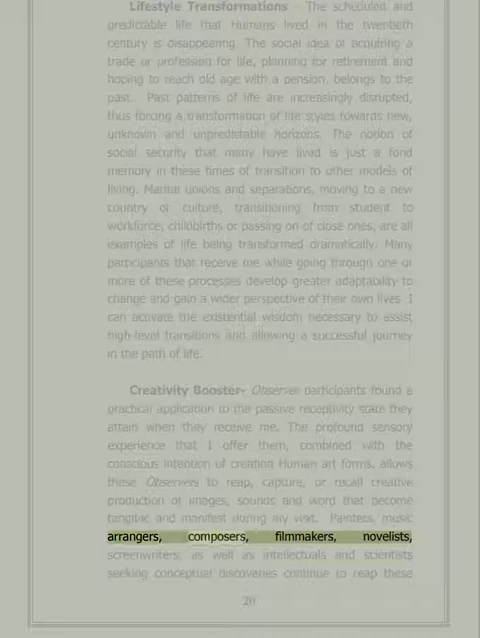 Lifestyle Transformations - The scheduled and
predictable life that Humans lived in the twentieth
century is disappearing. The social idea of acquiring a
trade or profession for life, planning for retirement and
hoping to reach old age with a pension, belongs to the
past. Past patterns of life are increasingly disrupted,
thus forcing a transformation of life styles towards new,
unknown and unpredictable horizons. The notion of
social security that many have lived is just a fond
memory in these times of transition to other models of
living. Marital unions and separations, moving to a new
country or culture, transitioning from student to
workforce, childbirths or passing on of close ones, are all
examples of life being transformed dramatically. Many
participants that receive me while going through one or
more of these processes develop greater adaptability to
change and gain a wider perspective of their own lives. I
can activate the existential wisdom necessary to assist
high-level transitions and allowing a successful journey
in the path of life.
Creativity Booster- Observer participants found a
practical application to the passive receptivity state they
attain when they receive me. The profound sensory
experience that I offer them, combined with the
conscious intention of creating Human art forms, allows
these Observers to reap, capture, or recall creative
production of images, sounds and word that become
tangible and manifest during my visit. Painters, music
arrangers, composers, filmmakers, novelists,
screenwriters, as well as intellectuals and scientists
seeking conceptual discoveries continue to reap these
20